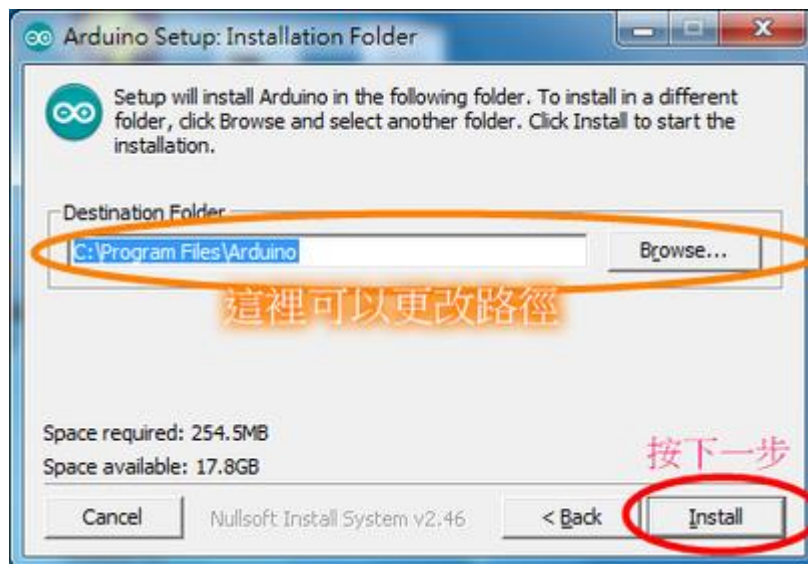 Arduino Setup: Installation Folder
Setup will install Arduino in the following folder. To install in a different
folder, click Browse and select another folder. Click Install to start the
installation.
Destination Folder
C:\Program Files\Arduino
Browse...
這裡可以更改路徑
Space required: 254.5MB
Space available: 17.8GB
按下一步
Cancel
Nullsoft Install System v2.46
< Back
Install